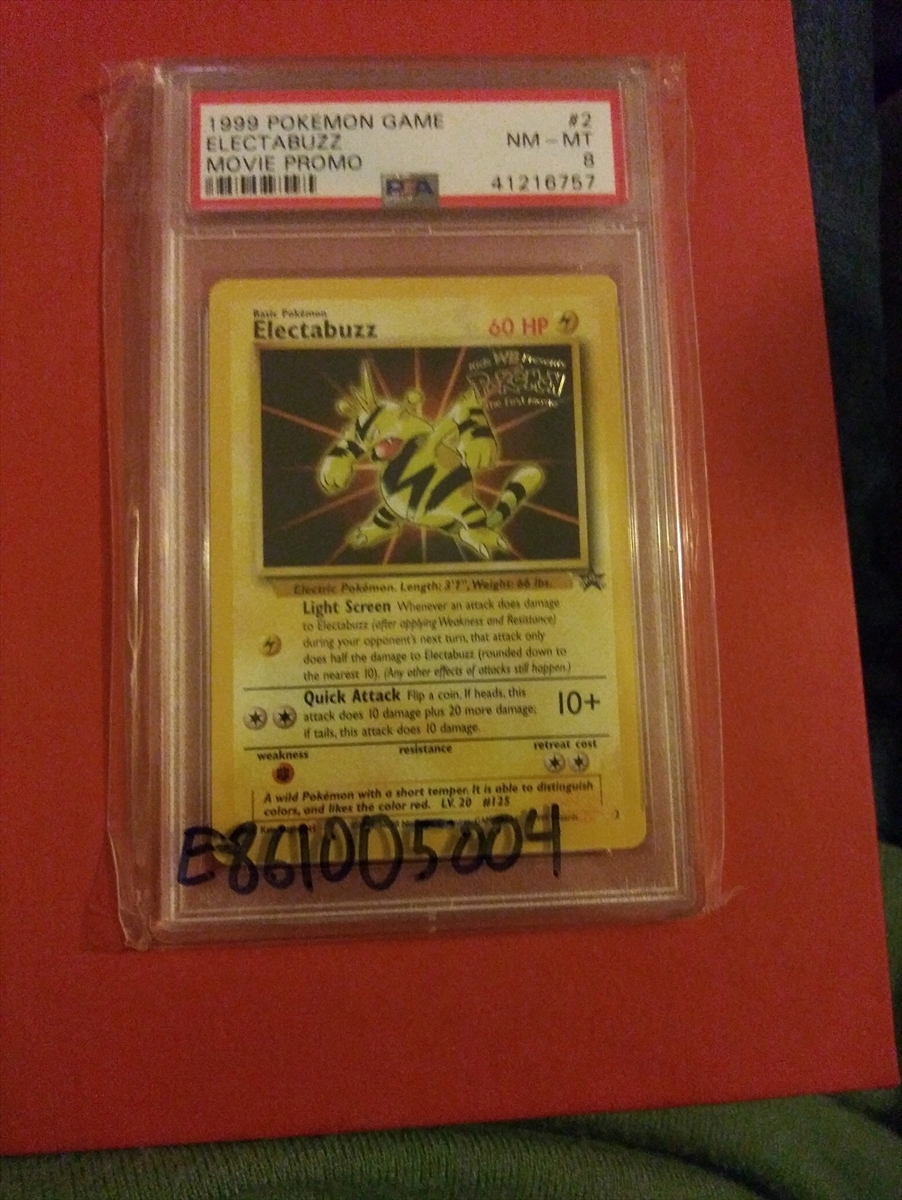 1999 POKEMON GAME #2
ELECTABUZZ NM - MT
MOVIE PROMO 8
PSA 41216757
Basic Pokémon
Electabuzz 60 HP
Kids WB Presents
POKéMON
The First Movie
Electric Pokémon. Length: 3'7", Weight: 66 lbs.
Light Screen Whenever an attack does damage
to Electabuzz (after applying Weakness and Resistance)
during your opponent's next turn, that attack only
does half the damage to Electabuzz (rounded down to
the nearest 10). (Any other effects of attacks still happen.)
Quick Attack Flip a coin. If heads, this
attack does 10 damage plus 20 more damage; 10+
if tails, this attack does 10 damage.
weakness resistance retreat cost
A wild Pokémon with a short temper. It is able to distinguish
colors, and likes the color red. LV. 20 #125
E861005004